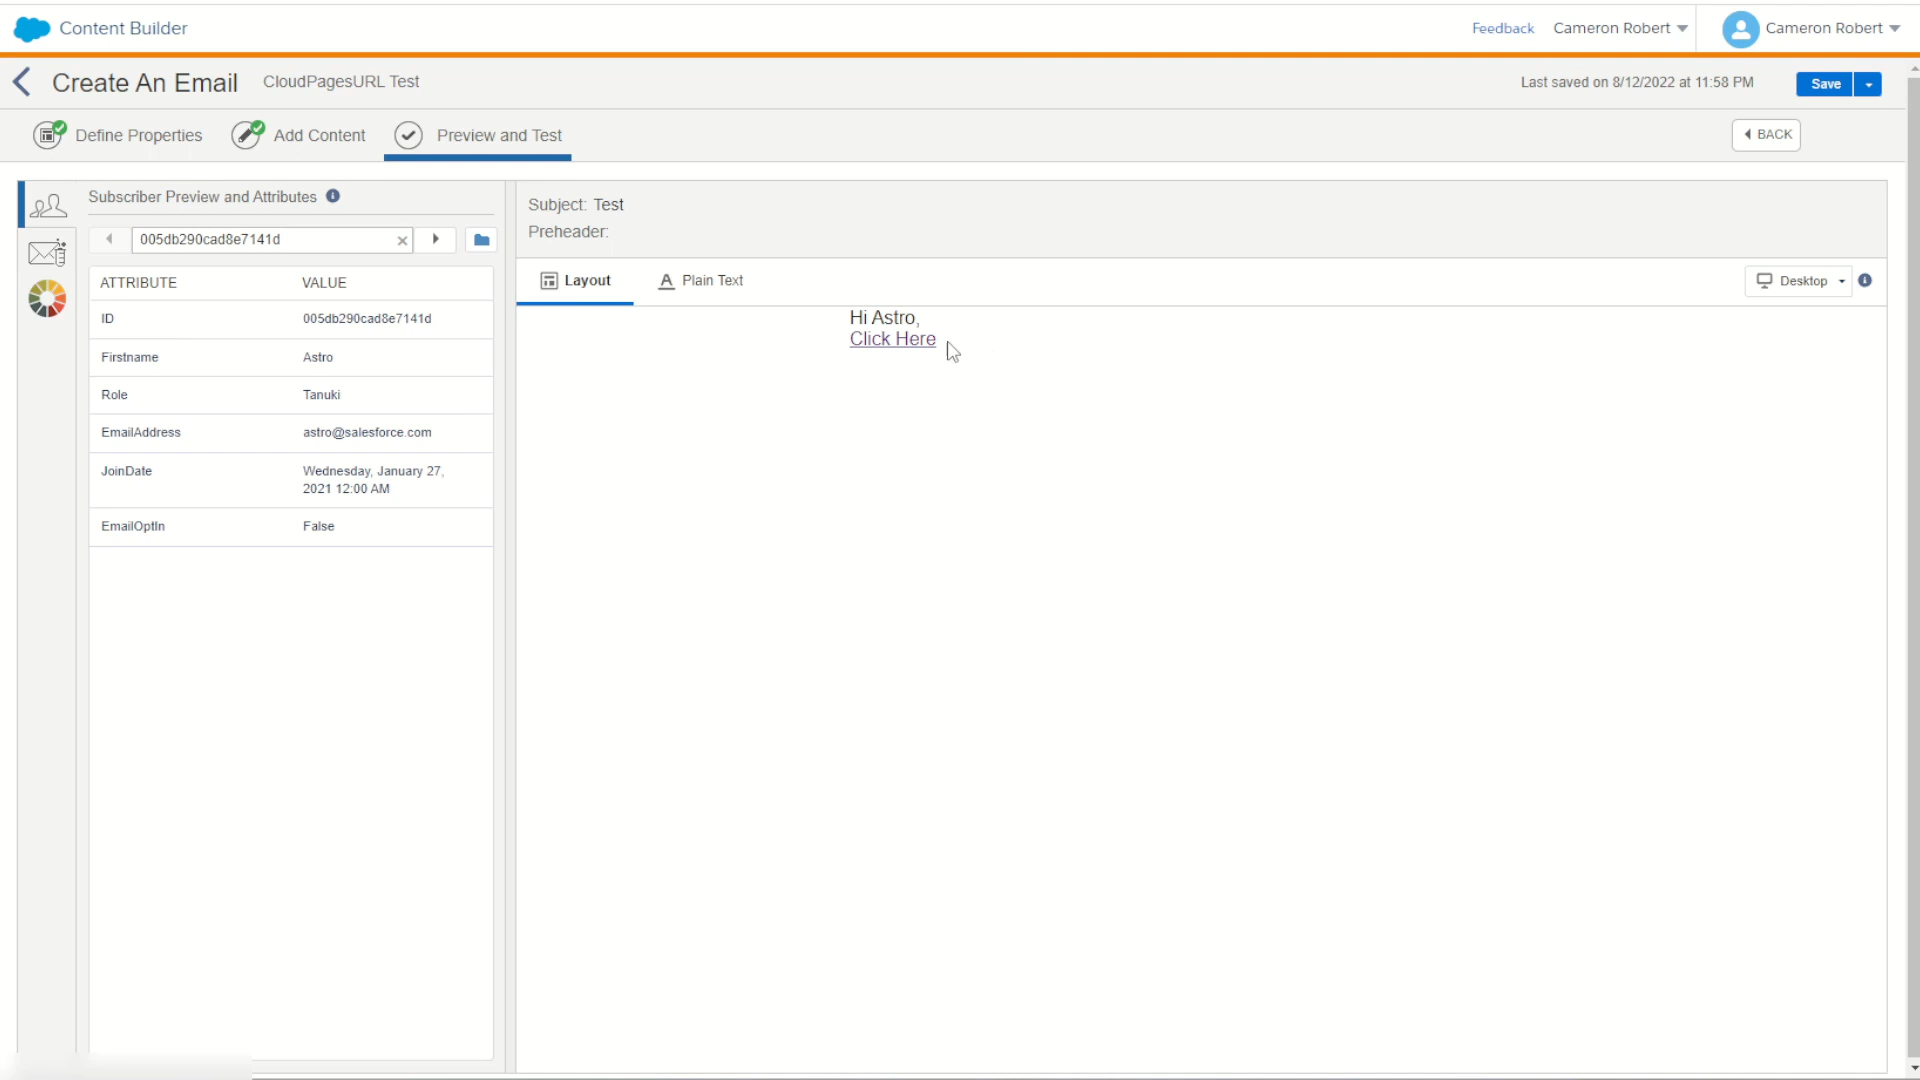 Content Builder
Feedback
Cameron Robert
Cameron Robert
Create An Email
CloudPagesURL Test
Last saved on 8/12/2022 at 11:58 PM
Save
Define Properties
Add Content
Preview and Test
BACK
Subscriber Preview and Attributes
005db290cad8e7141d
ATTRIBUTE VALUE
ID 005db290cad8e7141d
Firstname Astro
Role Tanuki
EmailAddress astro@salesforce.com
JoinDate Wednesday, January 27,
2021 12:00 AM
EmailOptIn False
Subject: Test
Preheader:
Layout
Plain Text
Desktop
Hi Astro,
Click Here